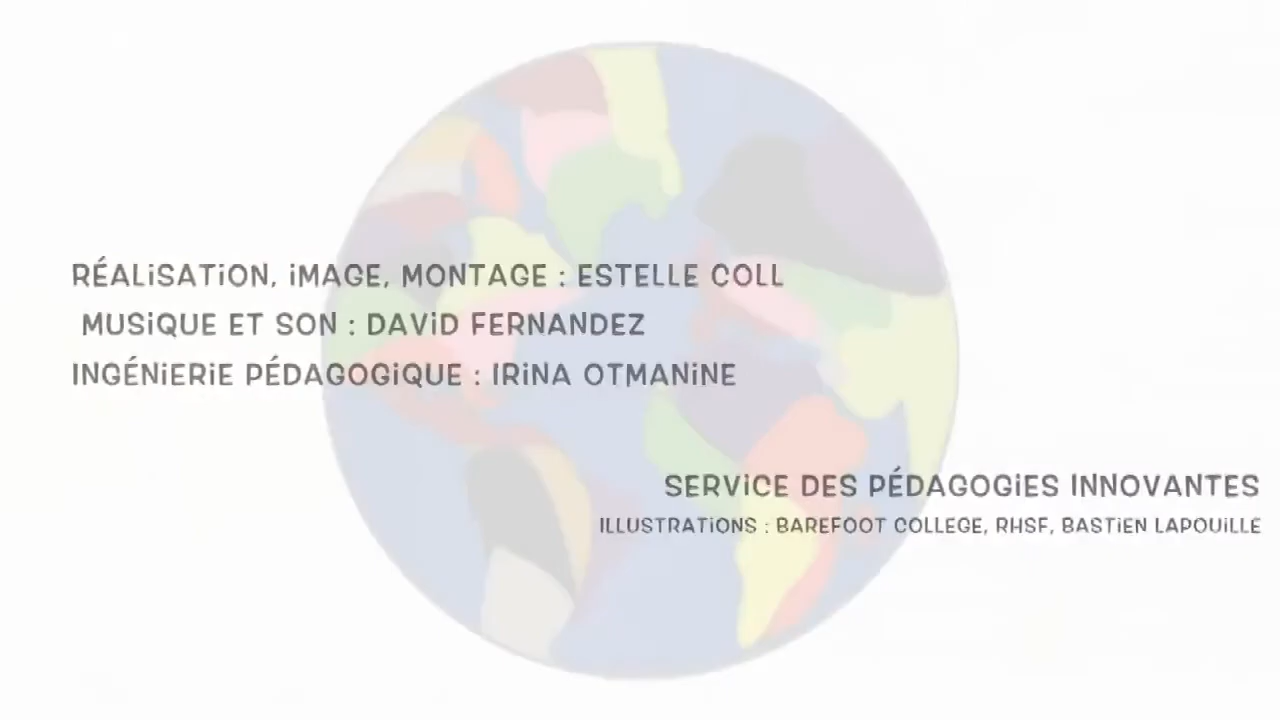 RÉALiSATiON, iMAGE, MONTAGE : ESTELLE COLL
MUSiQUE ET SON : DAViD FERNANDEZ
INGÉNiERiE PÉDAGOGiQUE : IRiNA OTMANiNE
SERViCE DES PÉDAGOGiES INNOVANTES
ILLUSTRATiONS : BAREFOOT COLLEGE, RHSF, BASTiEN LAPOUiLLE